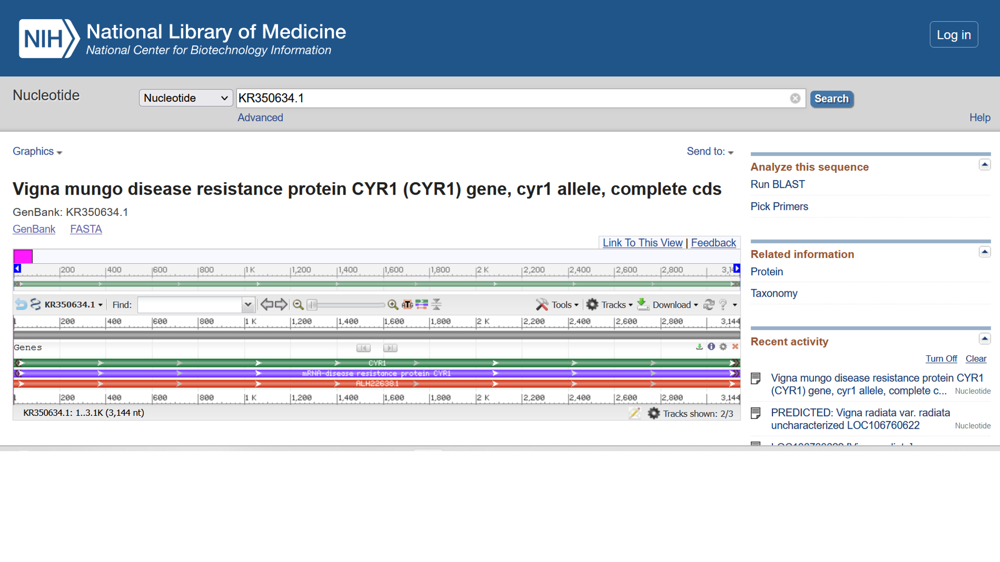 NIH National Library of Medicine
National Center for Biotechnology Information
Log in
Nucleotide
Nucleotide
KR350634.1
Search
Advanced
Help
Graphics
Send to:
Vigna mungo disease resistance protein CYR1 (CYR1) gene, cyr1 allele, complete cds
GenBank: KR350634.1
GenBank FASTA
Link To This View | Feedback
200 400 600 800 1 K 1,200 1,400 1,600 1,800 2 K 2,200 2,400 2,600 2,800
KR350634.1 Find: ATG Tools Tracks Download ?
1 200 400 600 800 1 K 1,200 1,400 1,600 1,800 2 K 2,200 2,400 2,600 2,800 3,144
Genes
CYR1
mRNA-disease resistance protein CYR1
ALH22638.1
1 200 400 600 800 1 K 1,200 1,400 1,600 1,800 2 K 2,200 2,400 2,600 2,800 3,144
KR350634.1: 1..3.1K (3,144 nt)
Tracks shown: 2/3
Analyze this sequence
Run BLAST
Pick Primers
Related information
Protein
Taxonomy
Recent activity
Turn Off Clear
Vigna mungo disease resistance protein CYR1
(CYR1) gene, cyr1 allele, complete c... Nucleotide
PREDICTED: Vigna radiata var. radiata
uncharacterized LOC106760622 Nucleotide